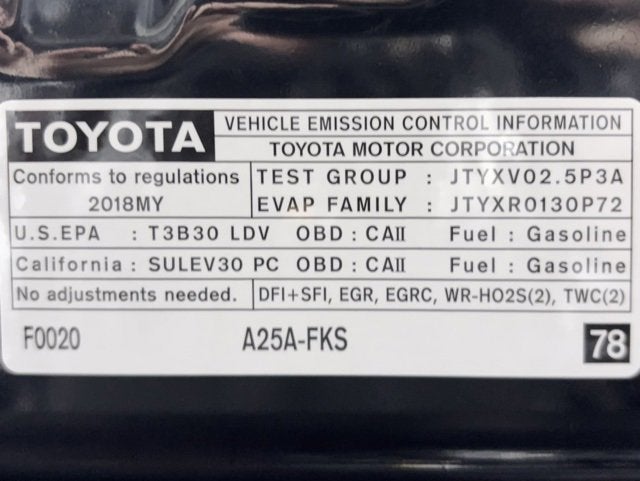 TOYOTA
VEHICLE EMISSION CONTROL INFORMATION
TOYOTA MOTOR CORPORATION
Conforms to regulations
2018MY
TEST GROUP : JTYXV02.5P3A
EVAP FAMILY : JTYXR0130P72
U.S.EPA : T3B30 LDV OBD : CAII Fuel : Gasoline
California : SULEV30 PC OBD : CAII Fuel : Gasoline
No adjustments needed. DFI+SFI, EGR, EGRC, WR-HO2S(2), TWC(2)
F0020 A25A-FKS 78